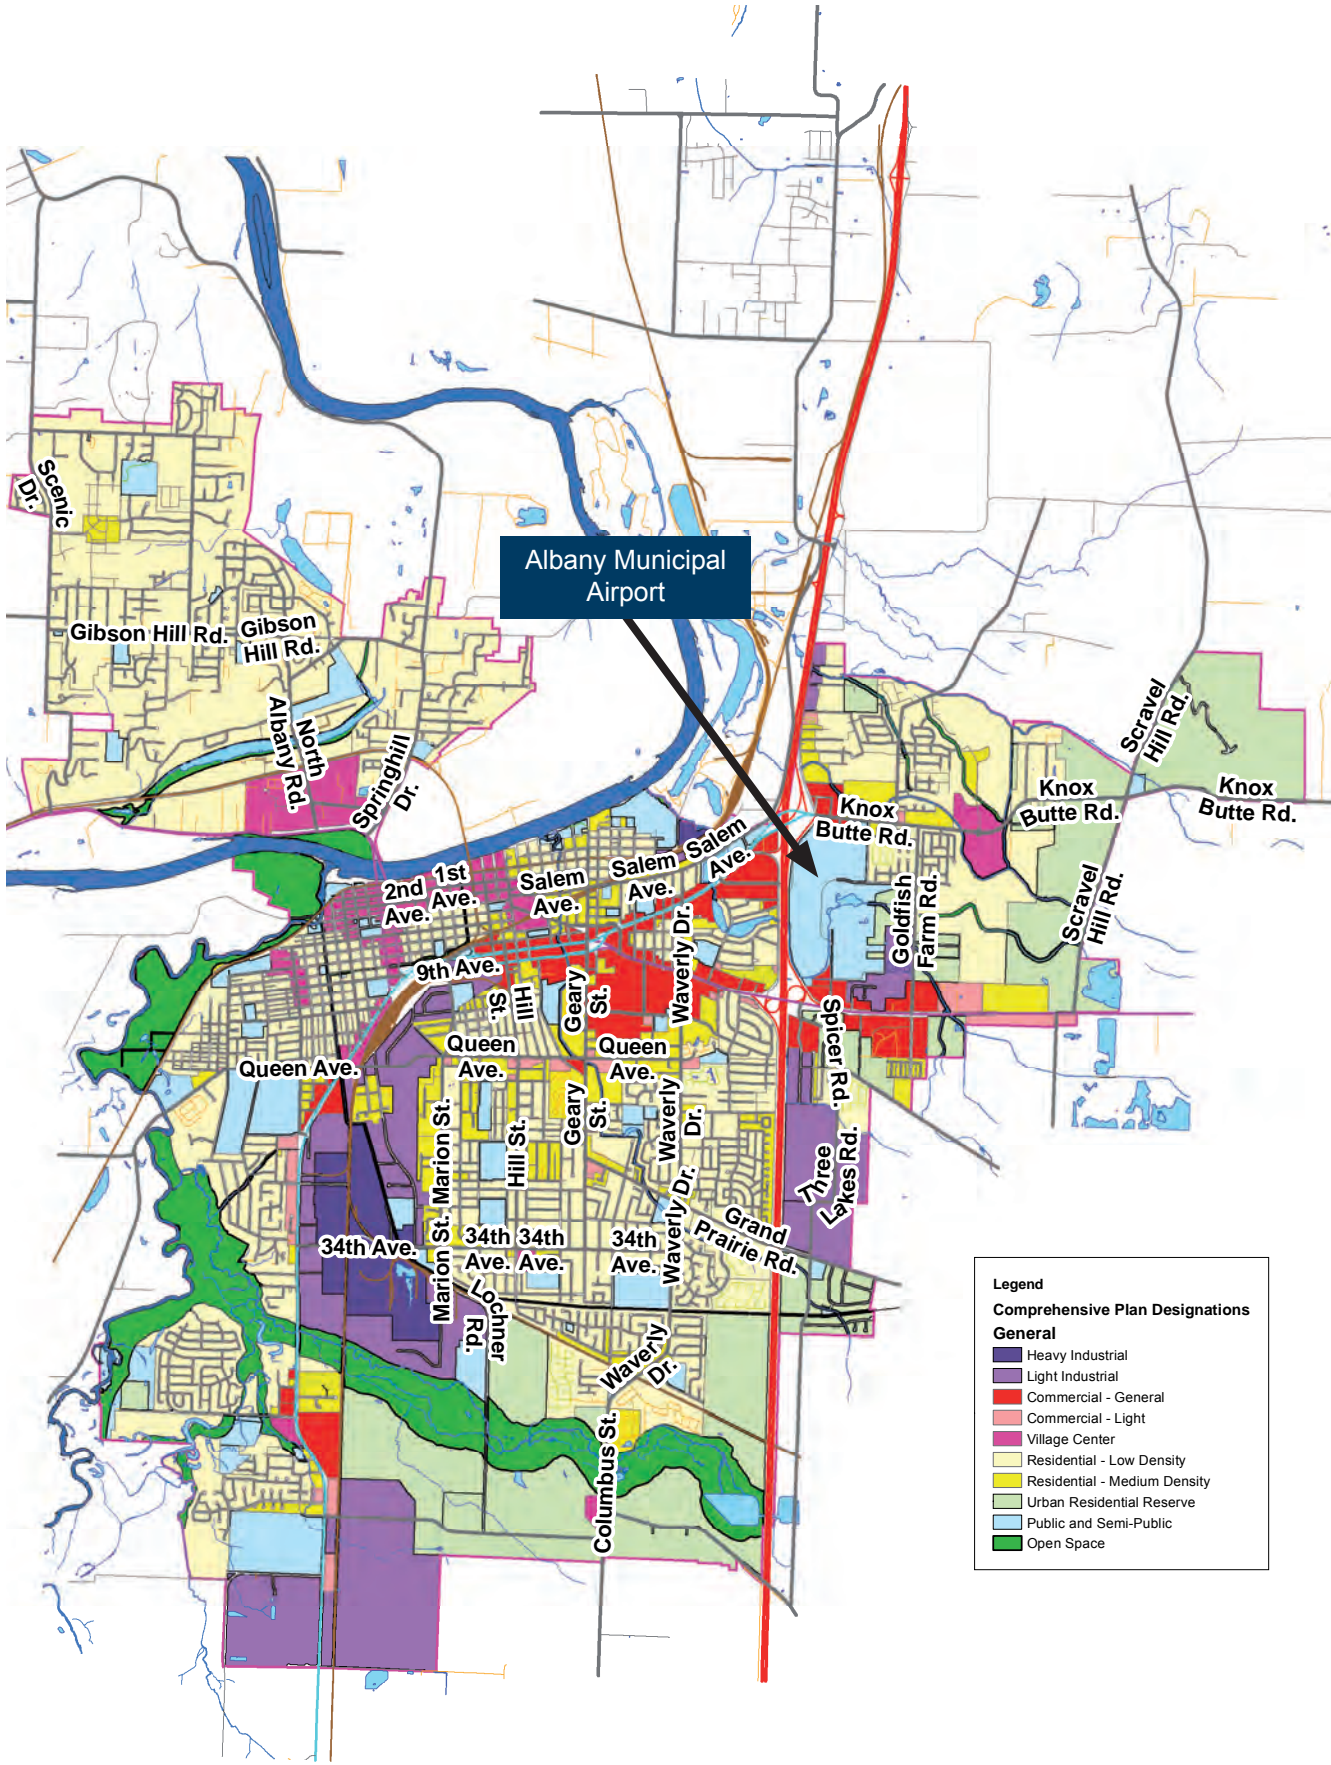 Scenic
Dr.
Albany Municipal
Airport
Gibson Hill Rd.
Gibson
Hill Rd.
North
Albany Rd.
Springhill
Dr.
Scravel
Hill Rd.
Knox
Butte Rd.
Knox
Butte Rd.
Knox
Butte Rd.
Salem
Ave.
Salem
Ave.
Salem
Ave.
1st
Ave.
2nd
Ave.
Goldfish
Farm Rd.
Scravel
Hill Rd.
Waverly Dr.
9th Ave.
Hill
St.
Geary
St.
Spicer Rd.
Queen Ave.
Queen
Ave.
Queen
Ave.
Geary
St.
Waverly
Dr.
Marion St.
Marion St.
Hill St.
Three
Lakes Rd.
Waverly Dr.
Grand
Prairie Rd.
34th Ave.
34th
Ave.
34th
Ave.
34th
Ave.
Lochner
Rd.
Waverly
Dr.
Columbus St.
Legend
Comprehensive Plan Designations
General
Heavy Industrial
Light Industrial
Commercial - General
Commercial - Light
Village Center
Residential - Low Density
Residential - Medium Density
Urban Residential Reserve
Public and Semi-Public
Open Space